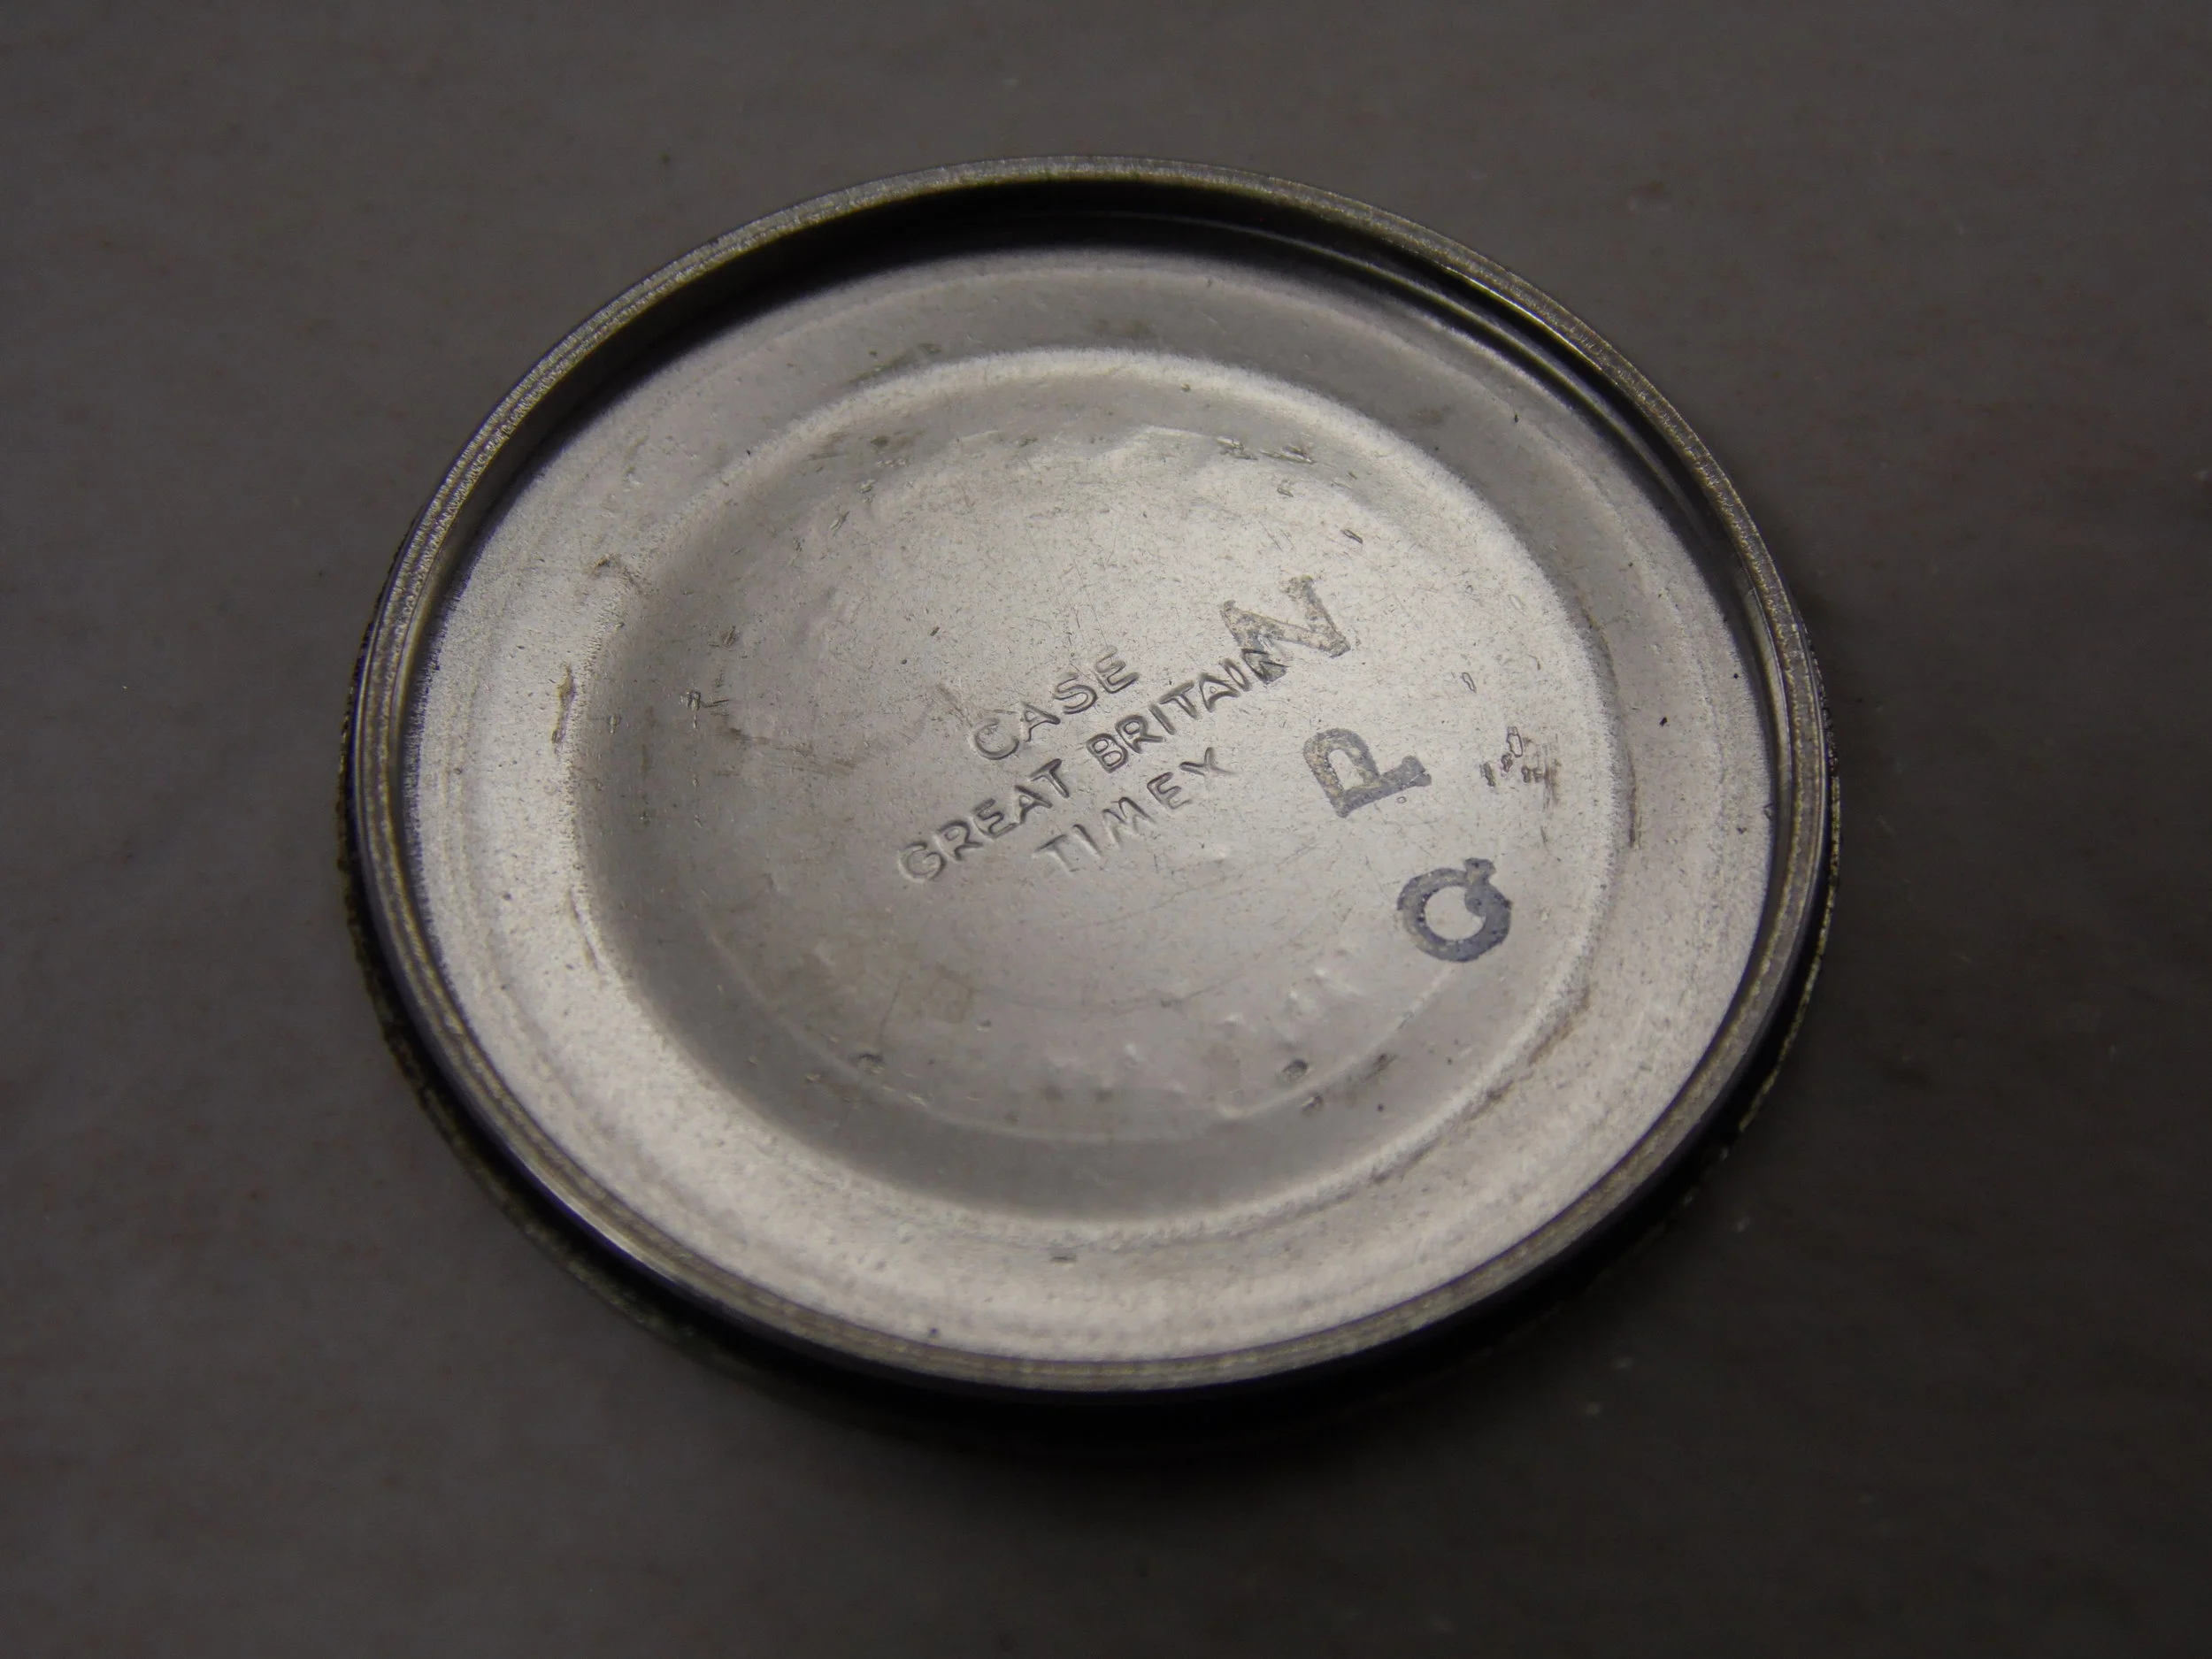 CASE
GREAT BRITAIN
TIMEX
Q P N